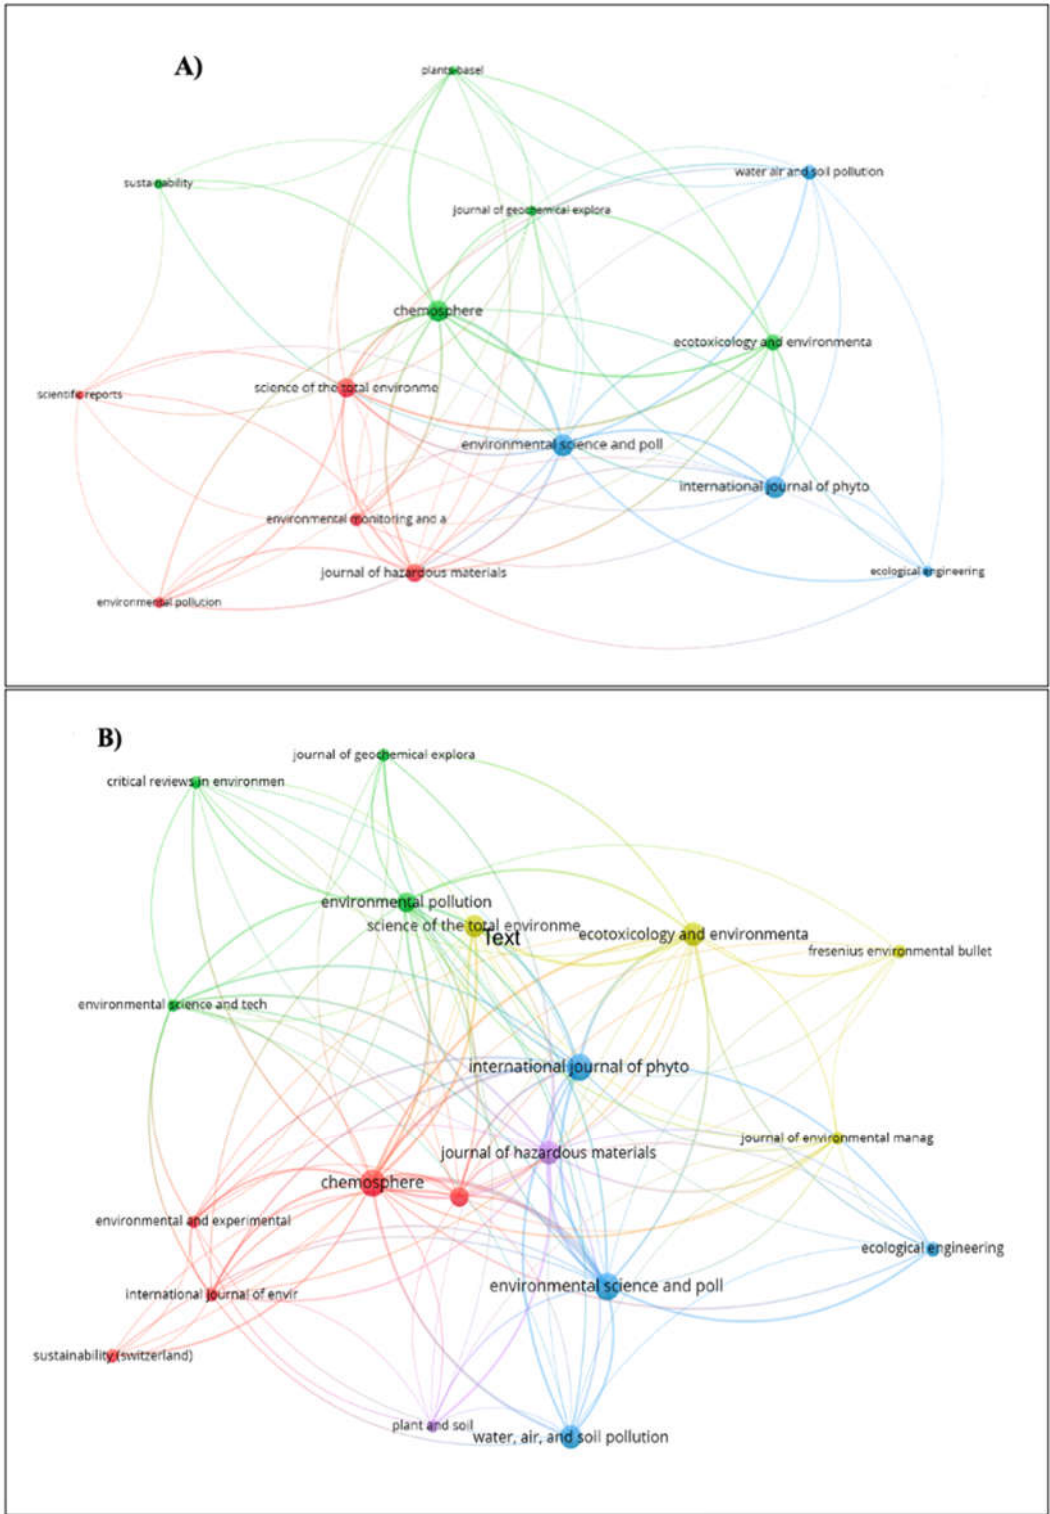 A)
plants-basel
water air and soil pollution
sustainability
journal of geochemical explora
chemosphere
ecotoxicology and environmenta
science of the total environme
scientific reports
environmental science and poll
international journal of phyto
environmental monitoring and a
journal of hazardous materials
ecological engineering
environmental pollution
B)
journal of geochemical explora
critical reviews in environmen
environmental pollution
science of the total environme
Text
ecotoxicology and environmenta
fresenius environmental bullet
environmental science and tech
international journal of phyto
journal of environmental manag
journal of hazardous materials
chemosphere
environmental and experimental
ecological engineering
environmental science and poll
international journal of envir
sustainability (switzerland)
plant and soil
water, air, and soil pollution